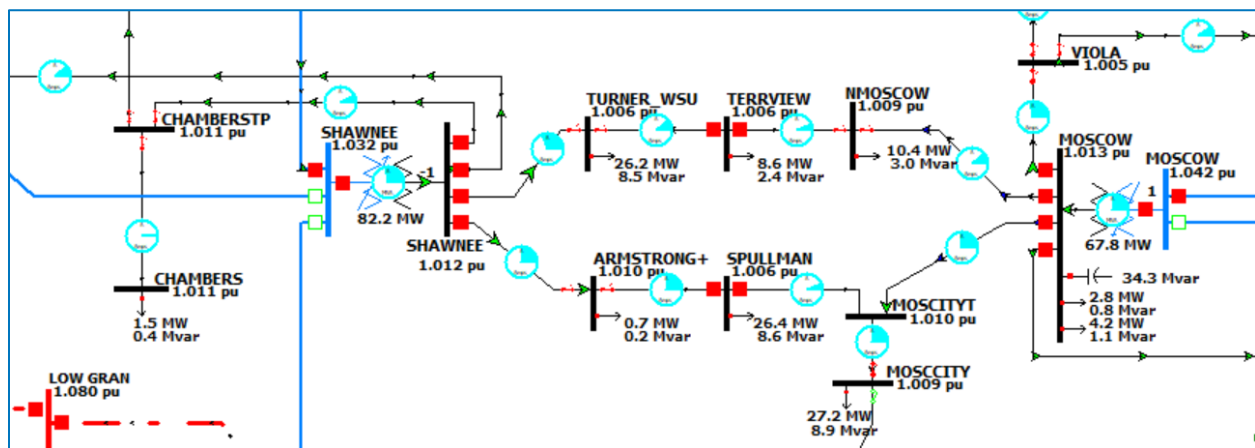 VIOLA
1.005 pu
CHAMBERSTP
1.011 pu
SHAWNEE
1.032 pu
-1
82.2 MW
SHAWNEE
1.012 pu
TURNER_WSU
1.006 pu
26.2 MW
8.5 Mvar
TERRVIEW
1.006 pu
8.6 MW
2.4 Mvar
NMOSCOW
1.009 pu
10.4 MW
3.0 Mvar
MOSCOW
1.013 pu
MOSCOW
1.042 pu
1
67.8 MW
34.3 Mvar
2.8 MW
0.8 Mvar
4.2 MW
1.1 Mvar
CHAMBERS
1.011 pu
1.5 MW
0.4 Mvar
ARMSTRONG+
1.010 pu
0.7 MW
0.2 Mvar
SPULLMAN
1.006 pu
26.4 MW
8.6 Mvar
MOSCITYT
1.010 pu
MOSCCITY
1.009 pu
27.2 MW
8.9 Mvar
LOW GRAN
1.080 pu